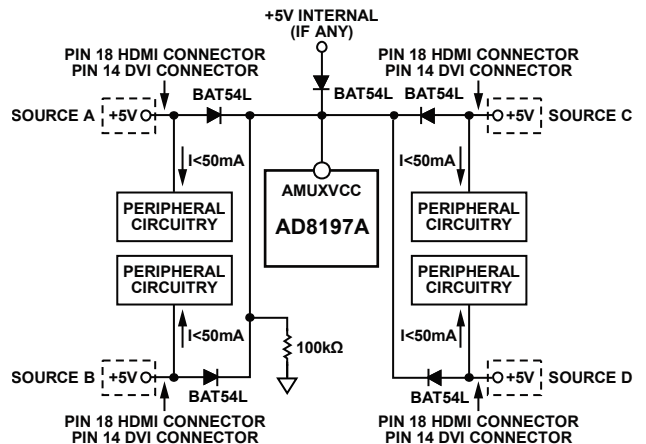 +5V INTERNAL
(IF ANY)
PIN 18 HDMI CONNECTOR
PIN 14 DVI CONNECTOR
PIN 18 HDMI CONNECTOR
PIN 14 DVI CONNECTOR
BAT54L
BAT54L
BAT54L
SOURCE A
+5V
+5V
SOURCE C
I<50mA
I<50mA
AMUXVCC
AD8197A
PERIPHERAL
CIRCUITRY
PERIPHERAL
CIRCUITRY
PERIPHERAL
CIRCUITRY
PERIPHERAL
CIRCUITRY
I<50mA
I<50mA
100kΩ
SOURCE B
+5V
+5V
SOURCE D
BAT54L
BAT54L
PIN 18 HDMI CONNECTOR
PIN 14 DVI CONNECTOR
PIN 18 HDMI CONNECTOR
PIN 14 DVI CONNECTOR